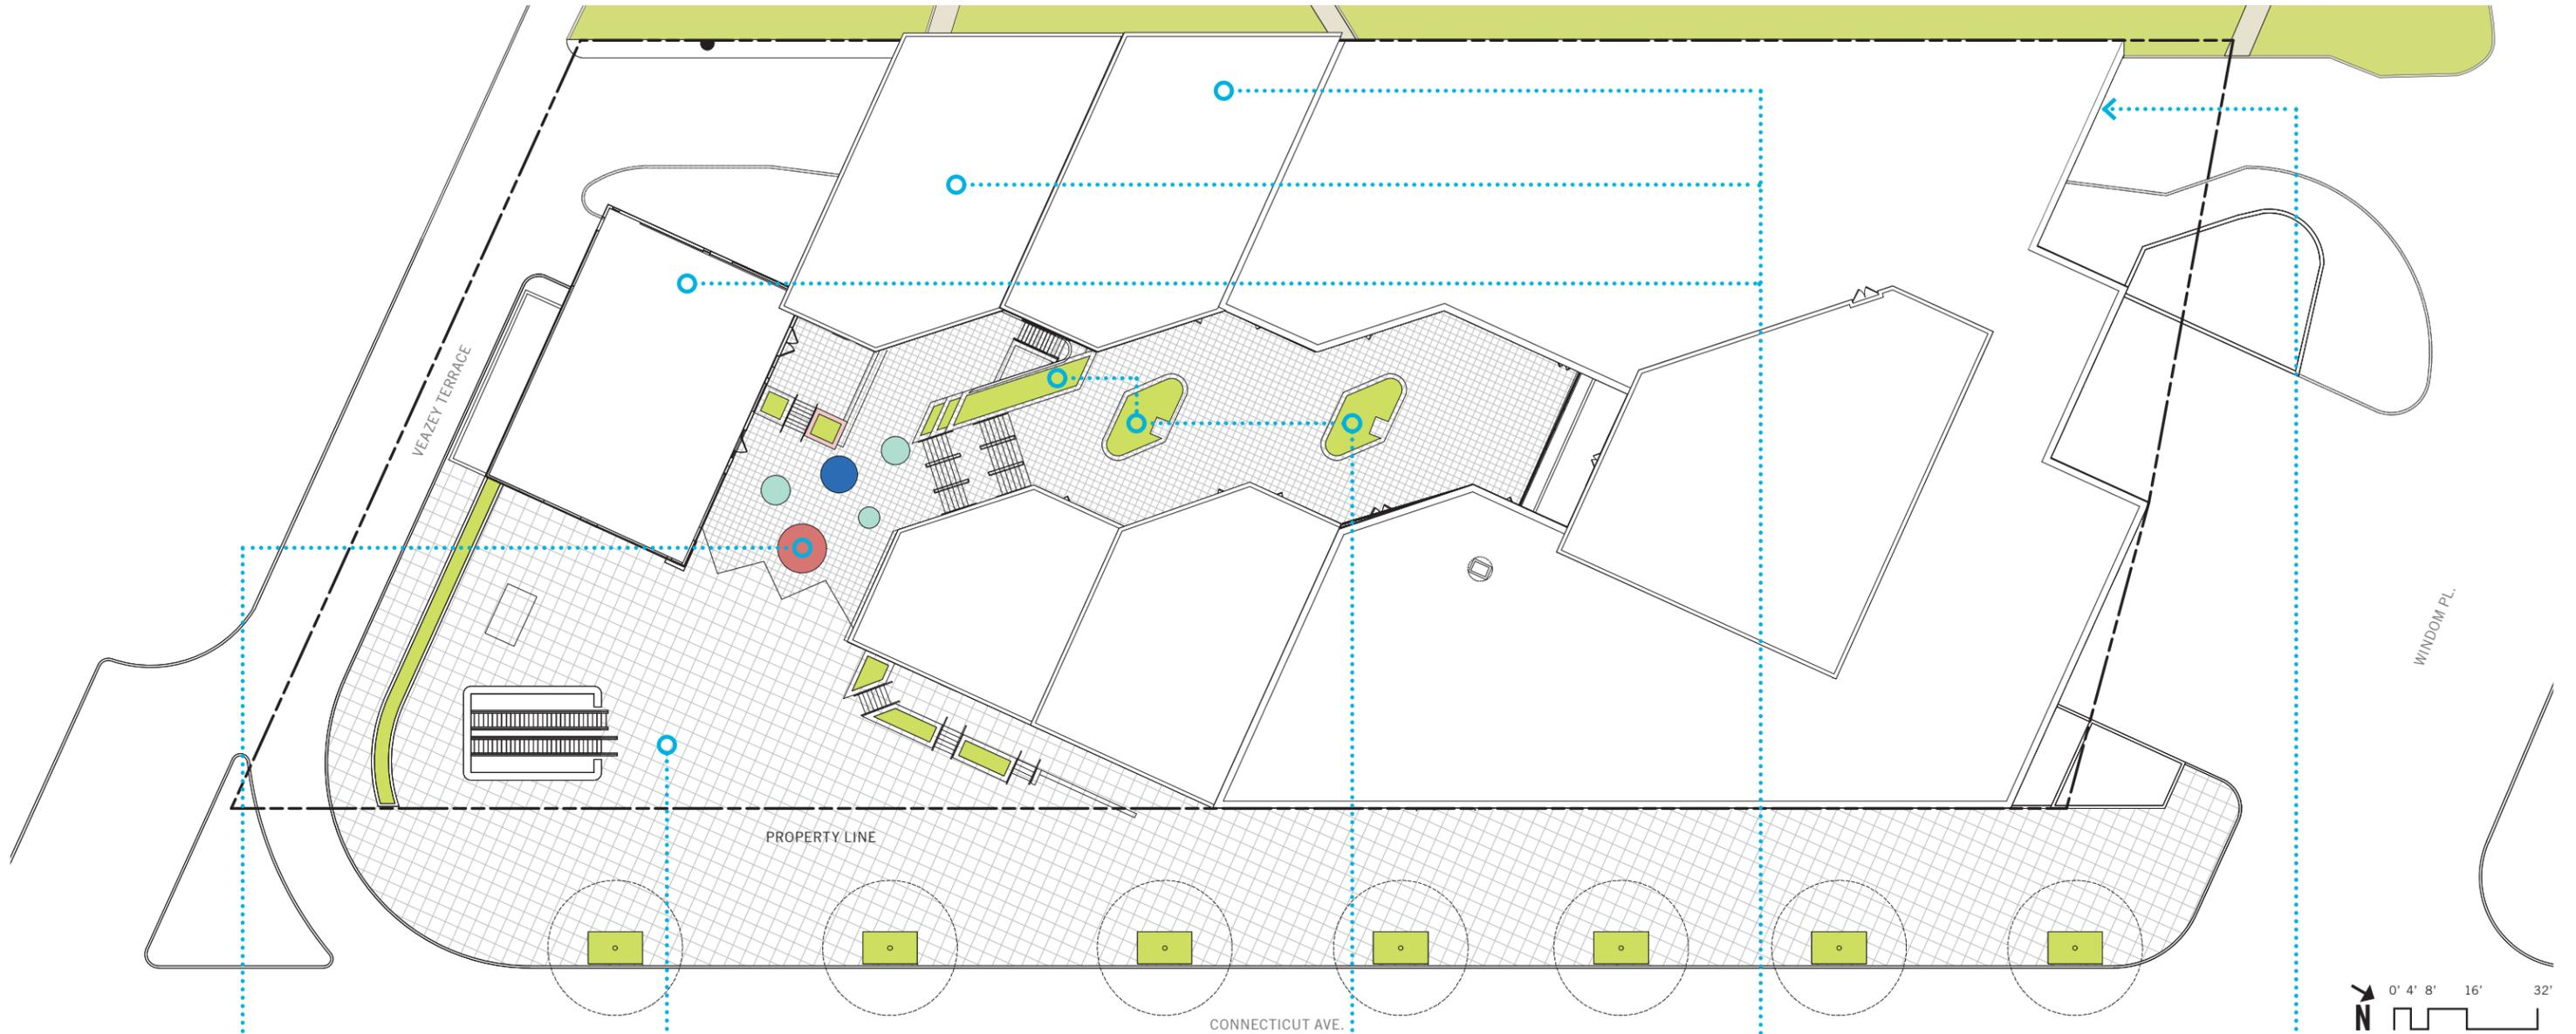 VEAZEY TERRACE
WINDOM PL.
PROPERTY LINE
0' 4' 8' 16' 32'
N
CONNECTICUT AVE.